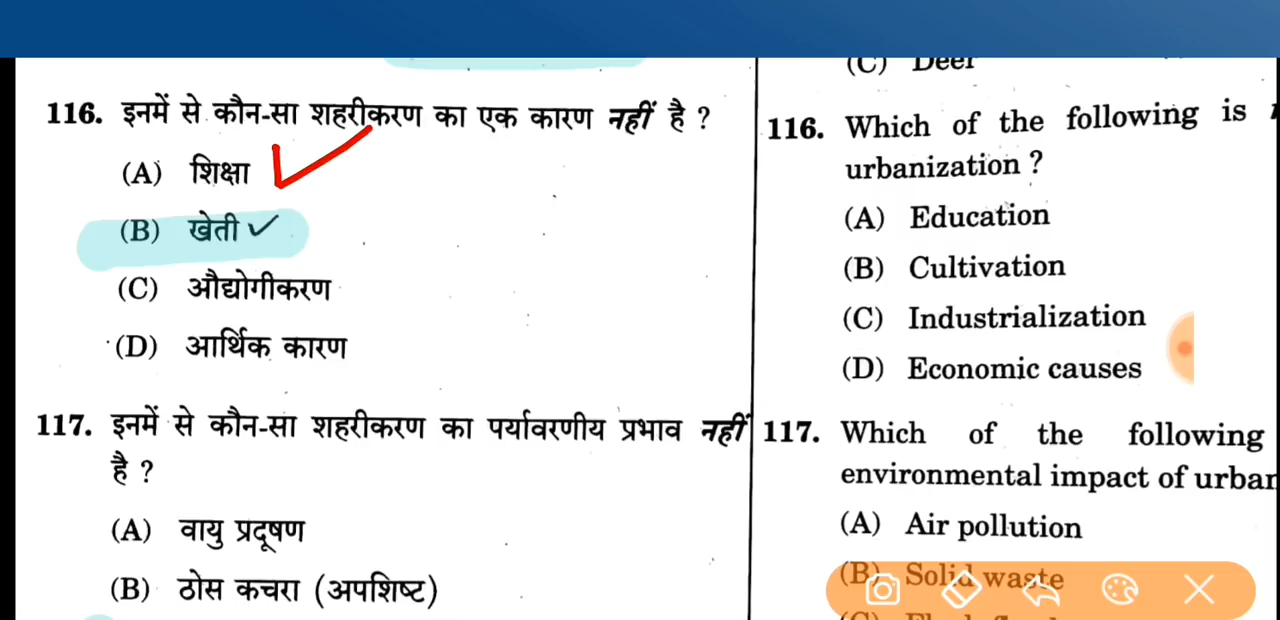 116. इनमें से कौन-सा शहरीकरण का एक कारण नहीं है ?
(A) शिक्षा
(B) खेती
(C) औद्योगीकरण
(D) आर्थिक कारण
117. इनमें से कौन-सा शहरीकरण का पर्यावरणीय प्रभाव नहीं
है ?
(A) वायु प्रदूषण
(B) ठोस कचरा (अपशिष्ट)
(C) Deer
116. Which of the following is
urbanization ?
(A) Education
(B) Cultivation
(C) Industrialization
(D) Economic causes
117. Which of the following
environmental impact of urban
(A) Air pollution
(B) Solid waste